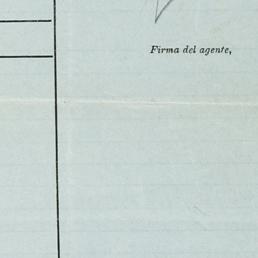 Firma del agente,